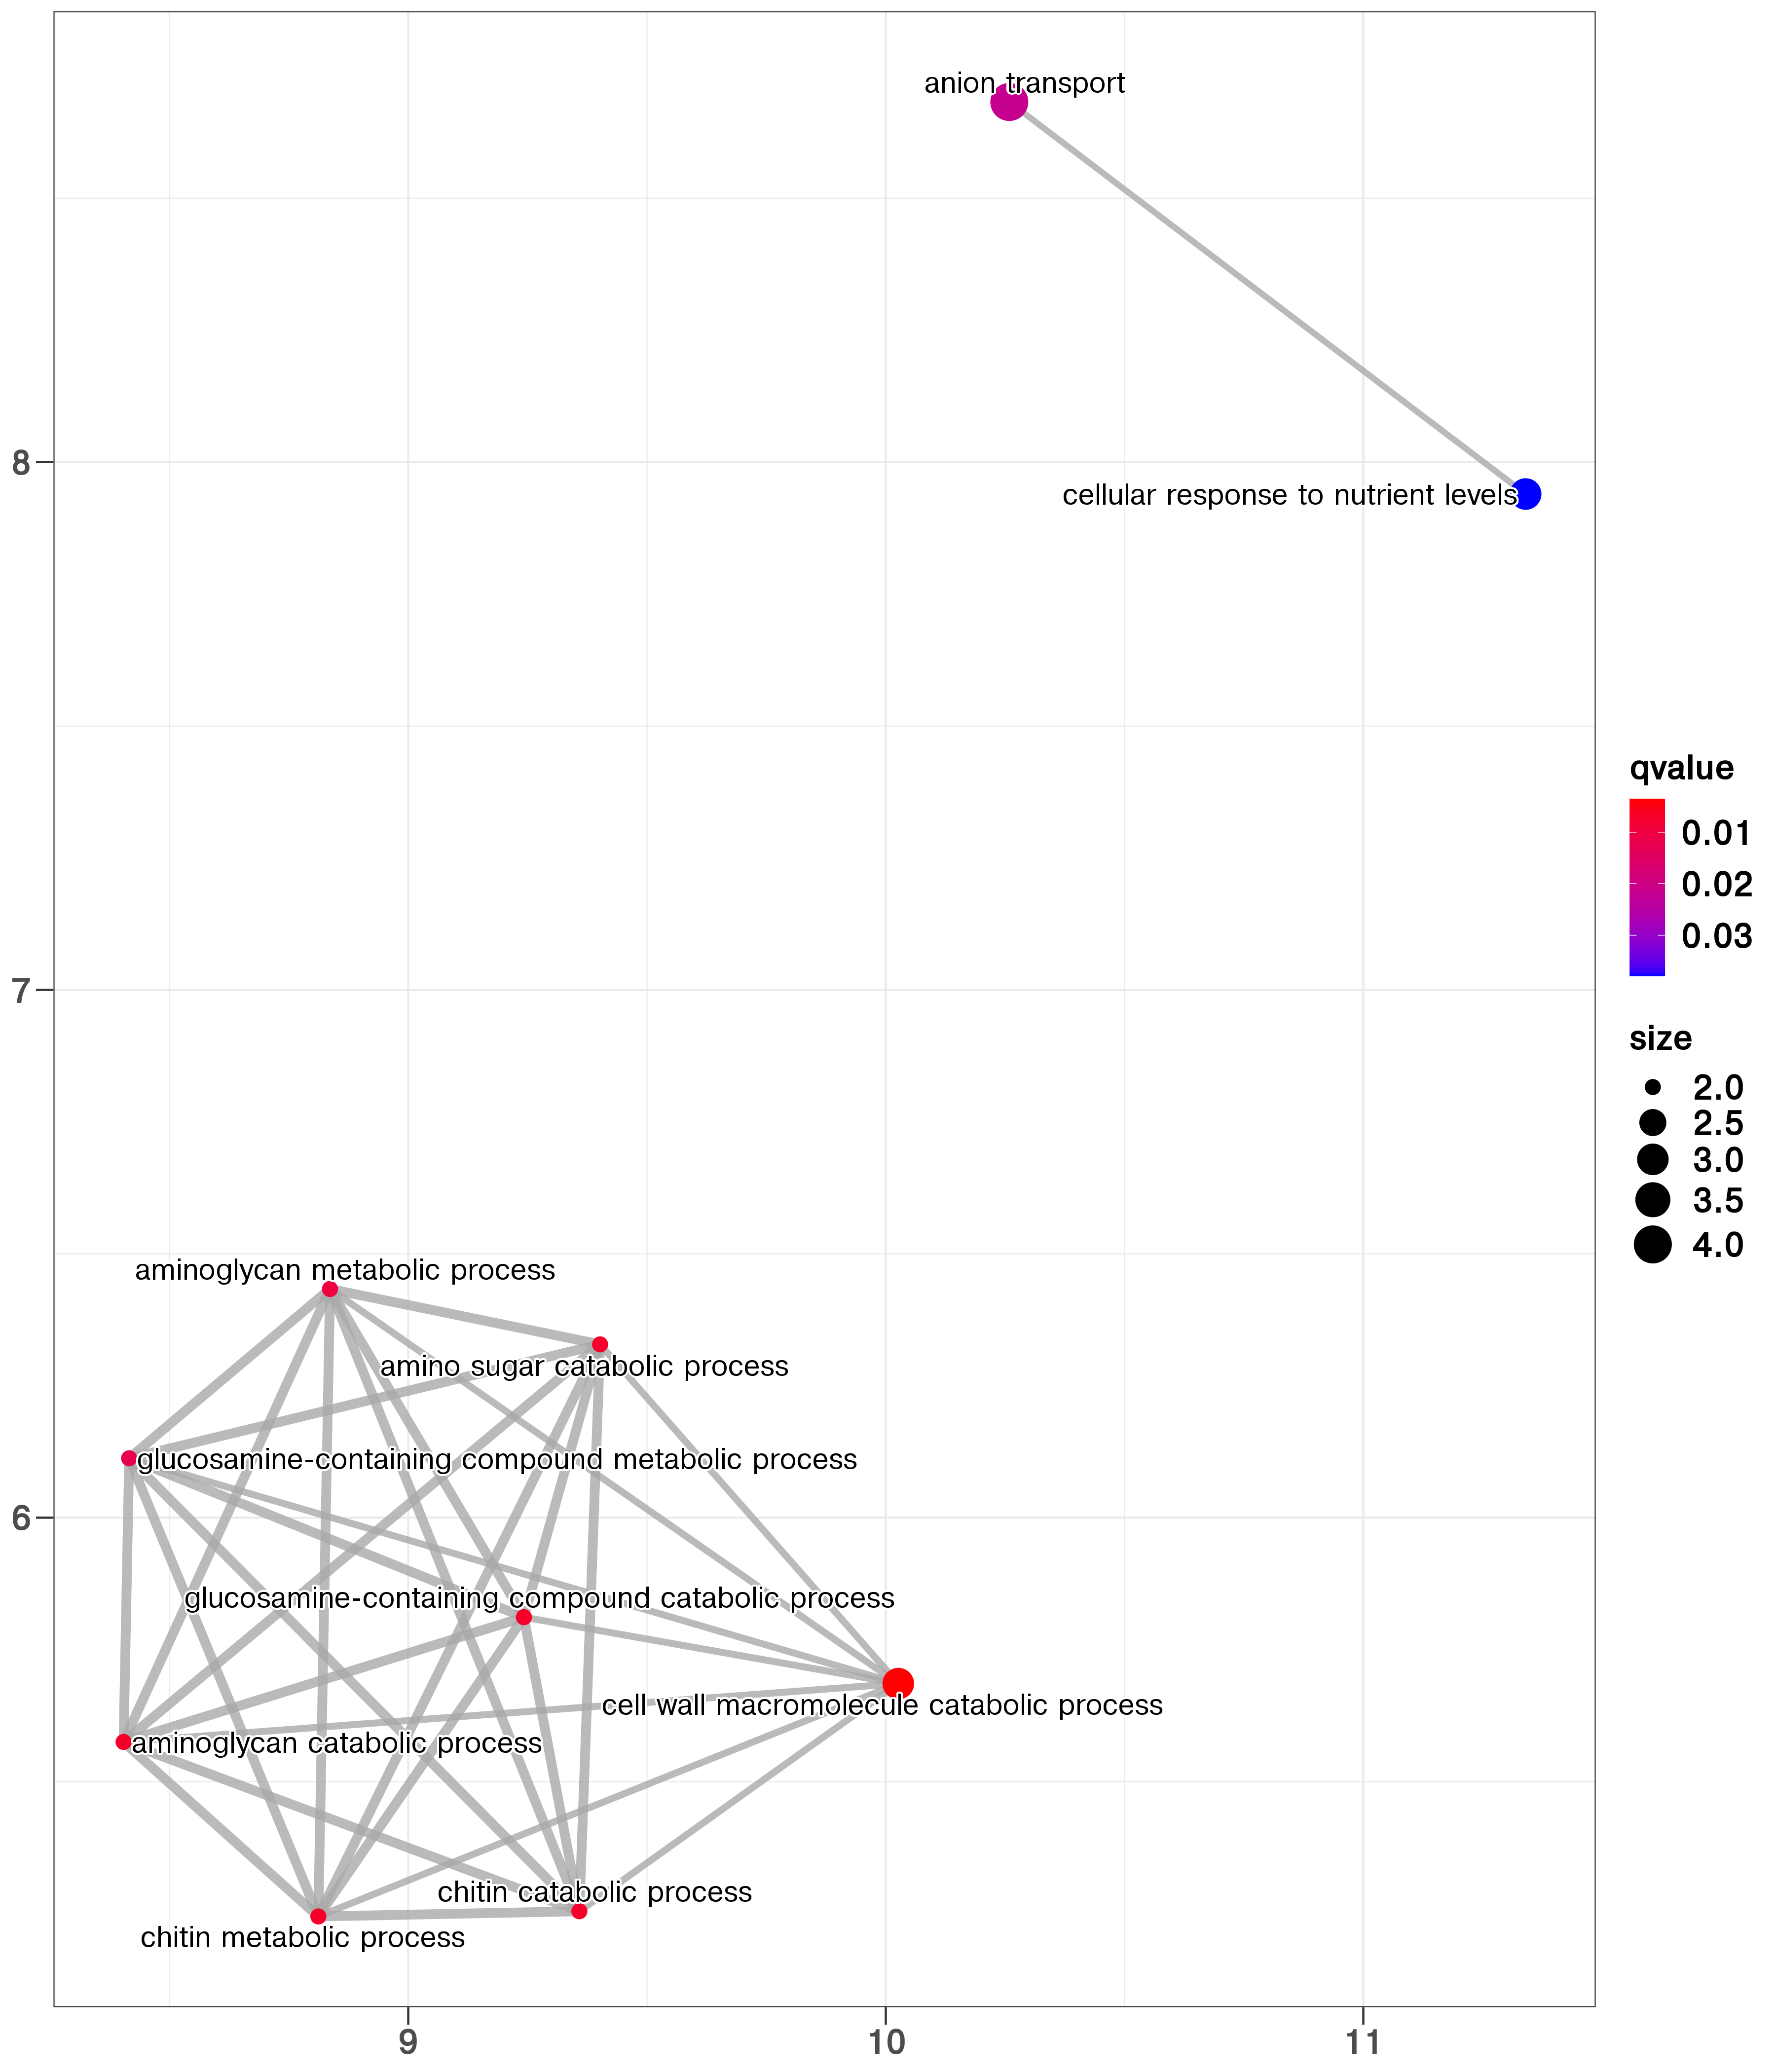 anion transport
8
cellular response to nutrient levels
qvalue
0.01
0.02
0.03
7
size
2.0
2.5
3.0
3.5
4.0
aminoglycan metabolic process
amino sugar catabolic process
glucosamine-containing compound metabolic process
6
glucosamine-containing compound catabolic process
cell wall macromolecule catabolic process
aminoglycan catabolic process
chitin catabolic process
chitin metabolic process
9
10
11